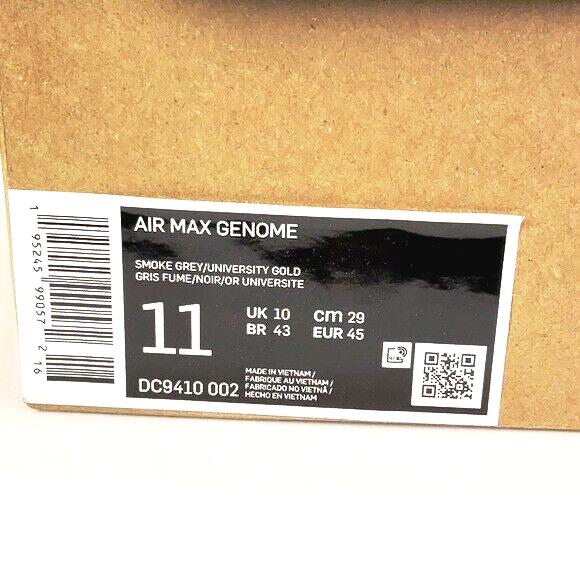 AIR MAX GENOME
SMOKE GREY/UNIVERSITY GOLD
GRIS FUME/NOIR/OR UNIVERSITE
11
UK 10 cm 29
BR 43 EUR 45
DC9410 002
MADE IN VIETNAM /
FABRIQUE AU VIETNAM /
FABRICADO NO VIETNÃ /
HECHO EN VIETNAM
1 95245 99057 2 16